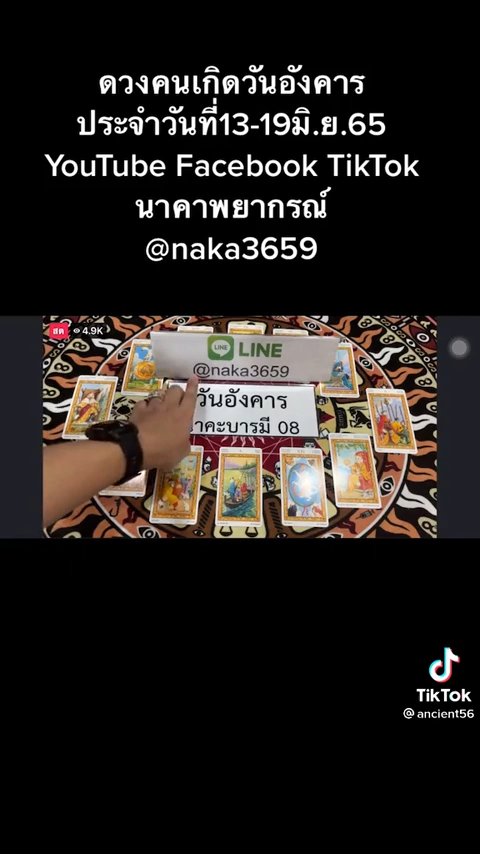 ดวงคนเกิดวันอังคาร
ประจำวันที่13-19มิ.ย.65
YouTube Facebook TikTok
นาคาพยากรณ์
@naka3659
สด 4.9K
LINE LINE
@naka3659
วันอังคาร
นาคะบารมี 08
TikTok
@ancient56